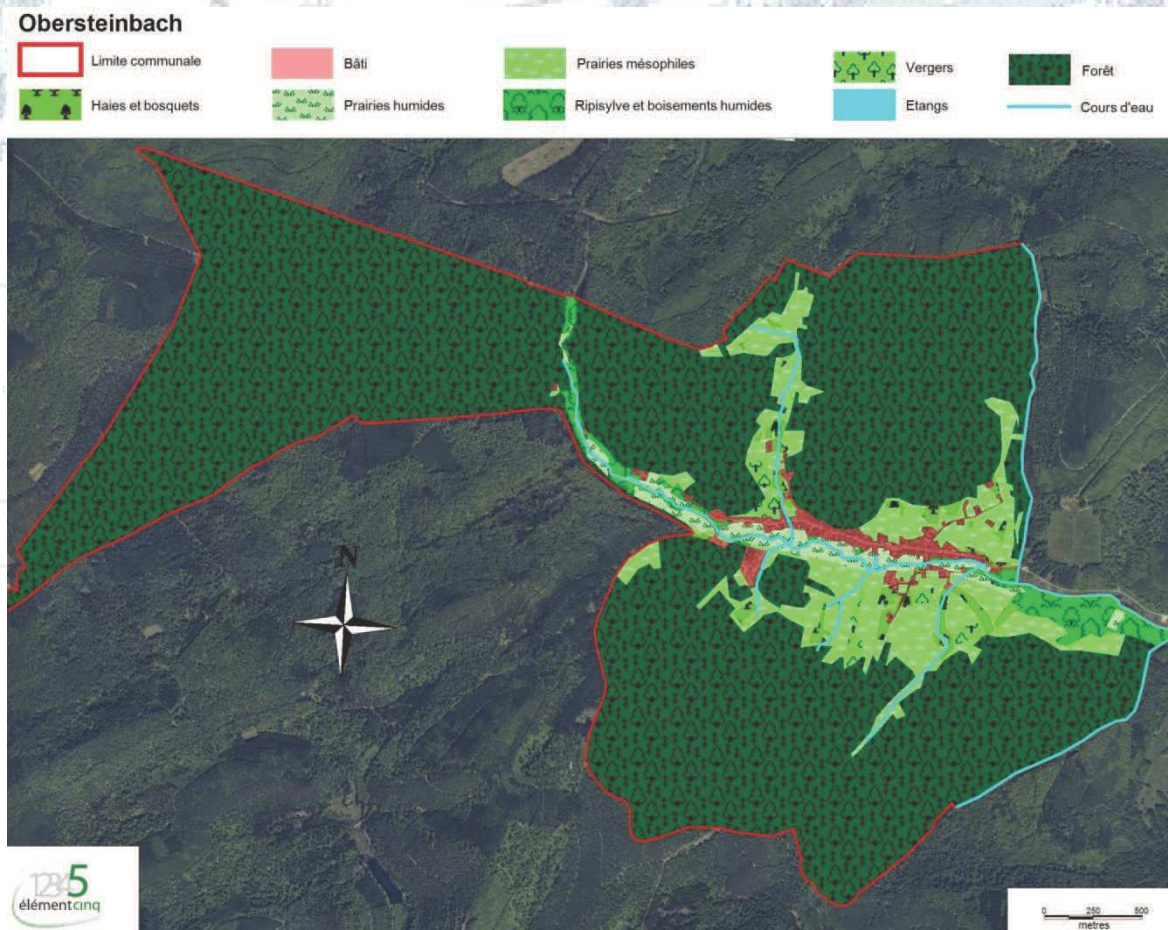 Obersteinbach
Limite communale
Bâti
Prairies mésophiles
Vergers
Forêt
Haies et bosquets
Prairies humides
Ripisylve et boisements humides
Etangs
Cours d'eau
N
12345
élémentcinq
0 250 500
metres